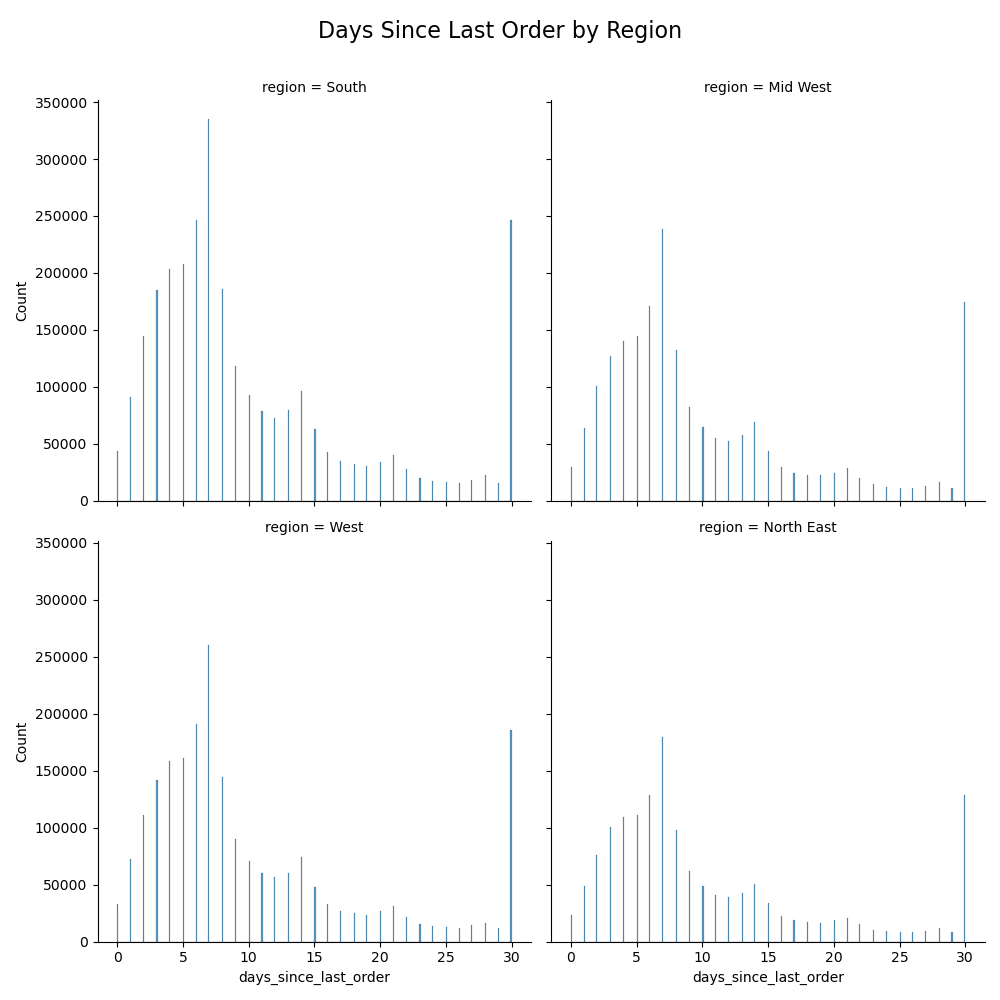 Days Since Last Order by Region
region = South
region = Mid West
350000
300000
250000
200000
150000
100000
50000
0
Count
region = West
region = North East
350000
300000
250000
200000
150000
100000
50000
0
Count
0 5 10 15 20 25 30
0 5 10 15 20 25 30
days_since_last_order
days_since_last_order